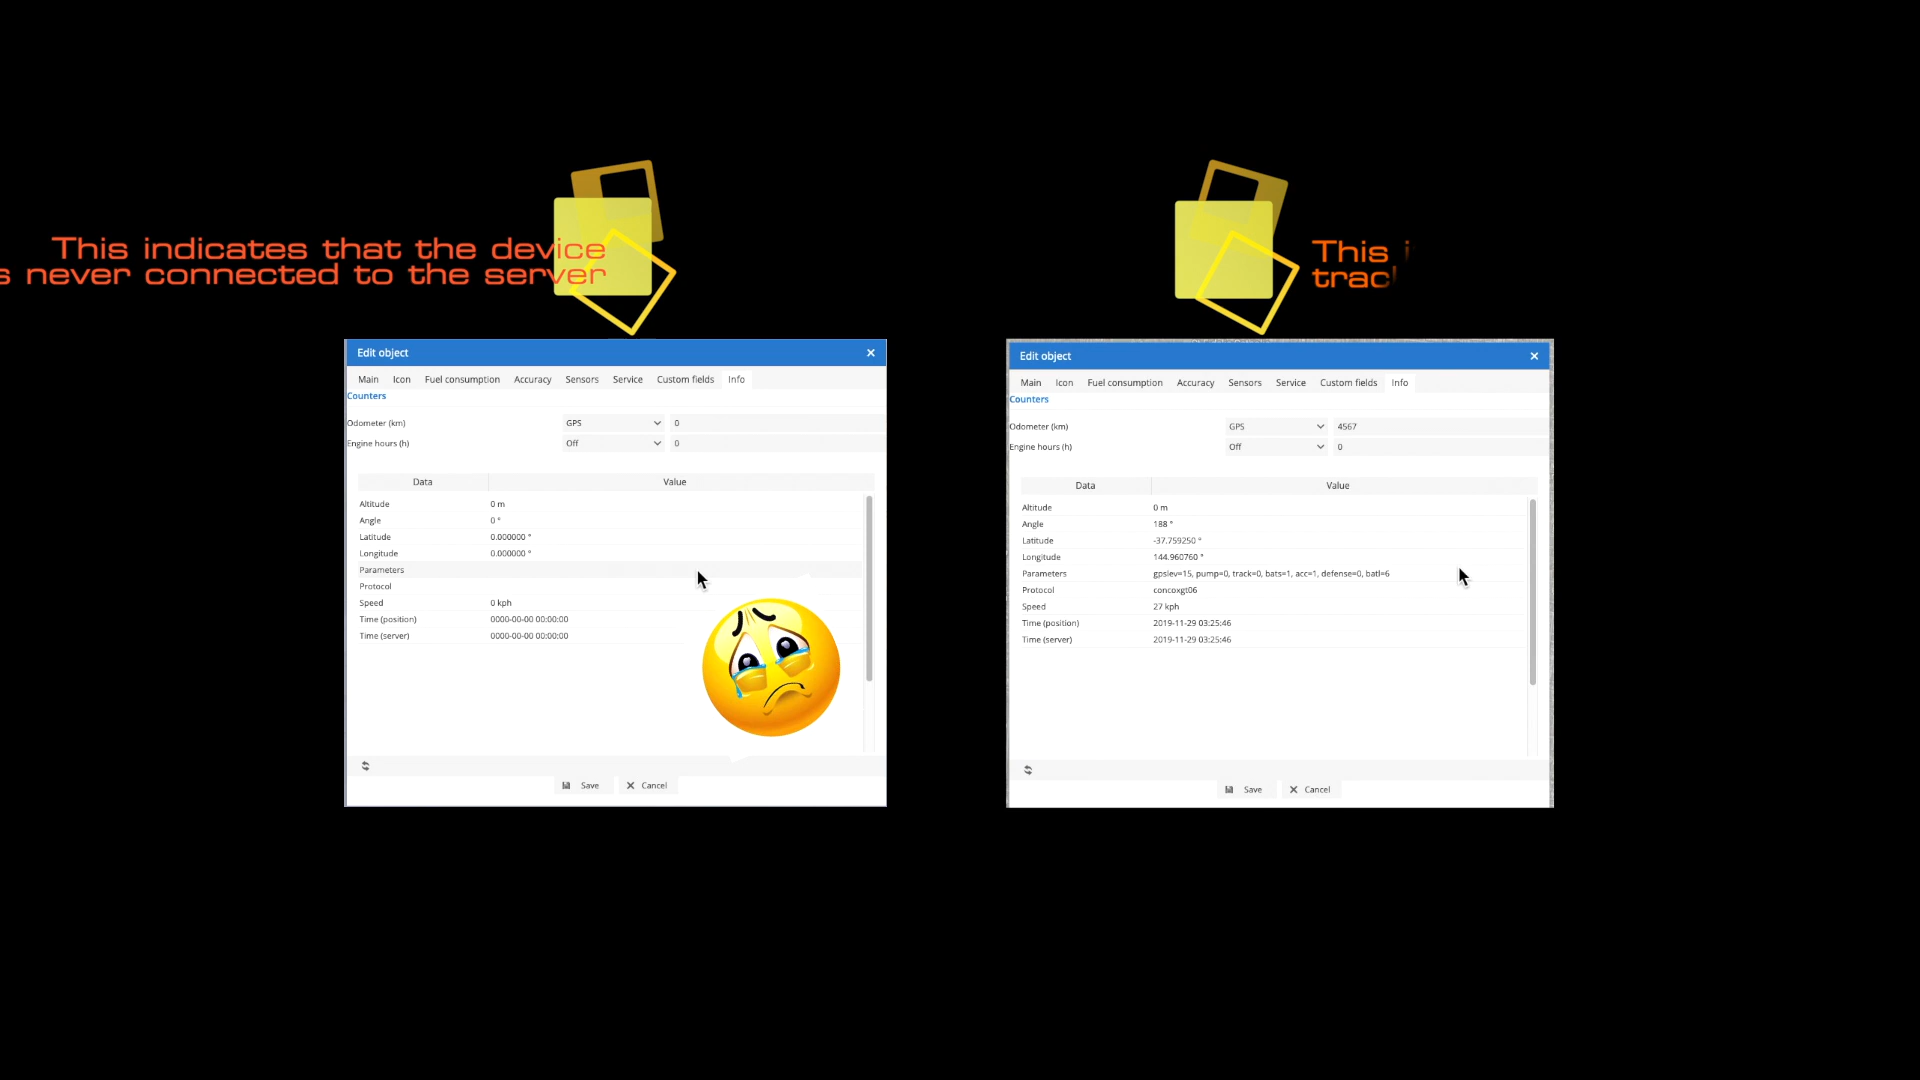 This indicates that the device
s never connected to the server
This
Edit object
Main Icon Fuel consumption Accuracy Sensors Service Custom fields Info
Counters
Odometer (km) GPS 0
Engine hours (h) Off 0
Data Value
Altitude 0 m
Angle 0 °
Latitude 0.000000 °
Longitude 0.000000 °
Parameters
Protocol
Speed 0 kph
Time (position) 0000-00-00 00:00:00
Time (server) 0000-00-00 00:00:00
Save Cancel
Edit object
Main Icon Fuel consumption Accuracy Sensors Service Custom fields Info
Counters
Odometer (km) GPS 4567
Engine hours (h) Off 0
Data Value
Altitude 0 m
Angle 188 °
Latitude -37.759250 °
Longitude 144.960760 °
Parameters gpslev=15, pump=0, track=0, bats=1, acc=1, defense=0, batl=6
Protocol concoxgt06
Speed 27 kph
Time (position) 2019-11-29 03:25:46
Time (server) 2019-11-29 03:25:46
Save Cancel